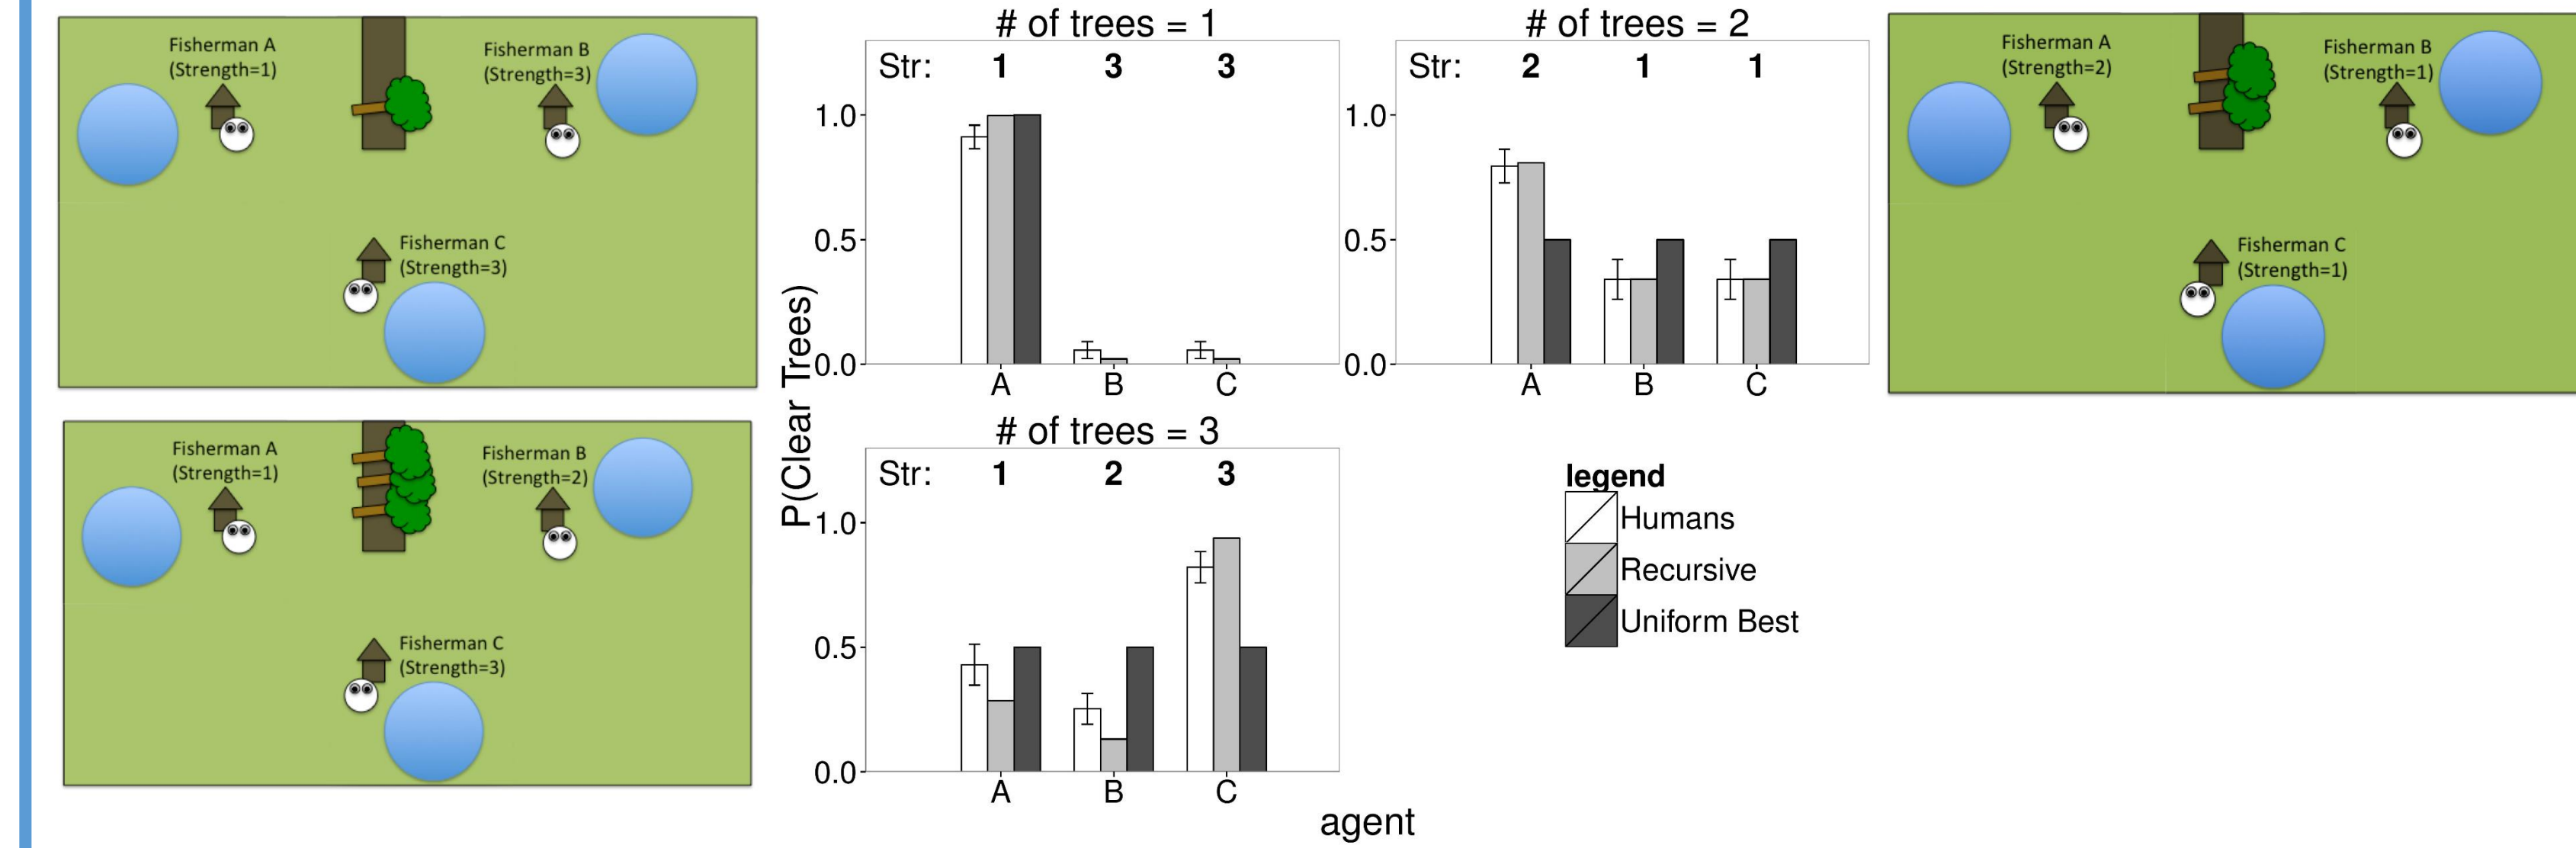 Fisherman A
(Strength=1)
Fisherman B
(Strength=3)
Fisherman C
(Strength=3)
# of trees = 1
Str: 1 3 3
1.0
0.5
0.0
A B C
# of trees = 2
Str: 2 1 1
1.0
0.5
0.0
A B C
Fisherman A
(Strength=2)
Fisherman B
(Strength=1)
Fisherman C
(Strength=1)
P(Clear Trees)
Fisherman A
(Strength=1)
Fisherman B
(Strength=2)
Fisherman C
(Strength=3)
# of trees = 3
Str: 1 2 3
1.0
0.5
0.0
A B C
agent
legend
Humans
Recursive
Uniform Best